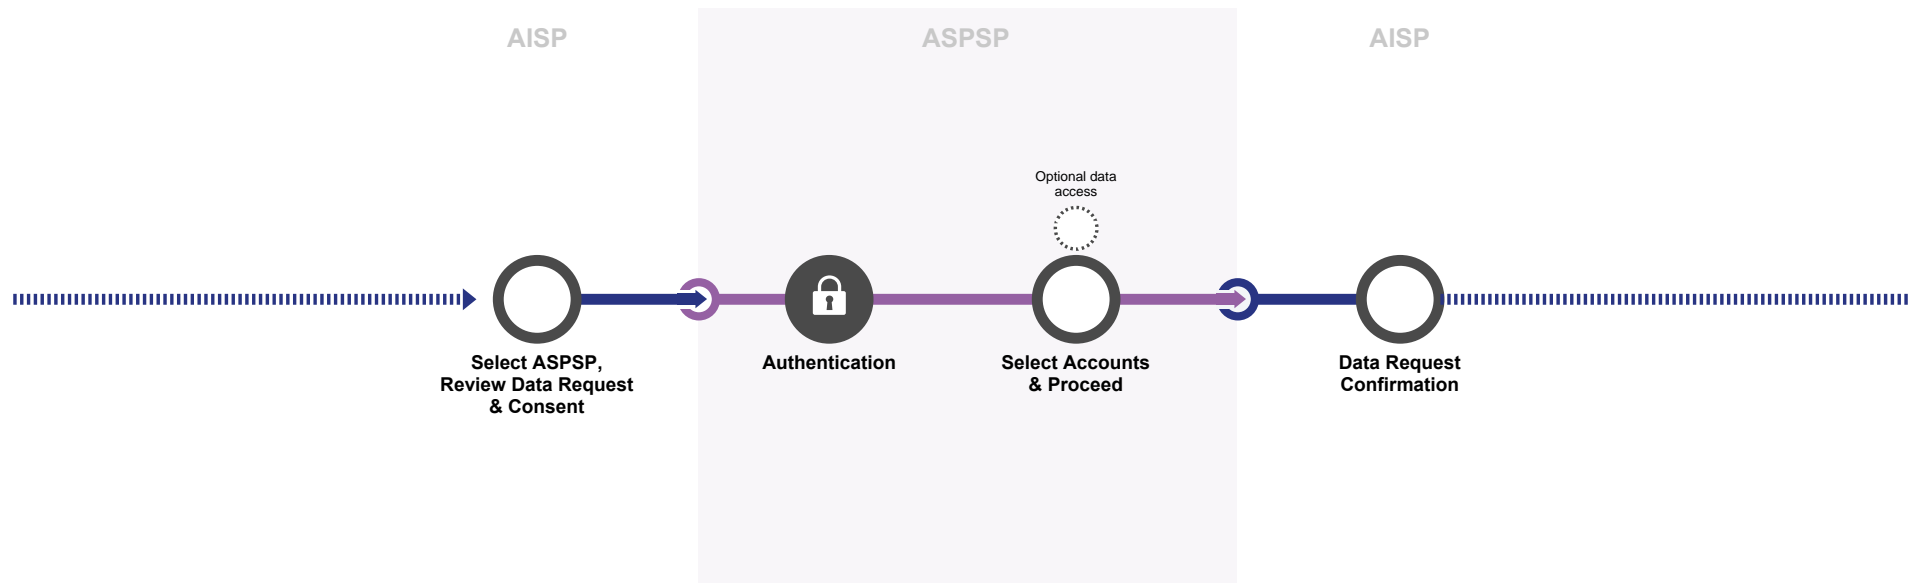 AISP
ASPSP
AISP
Optional data
access
Select ASPSP,
Review Data Request
& Consent
Authentication
Select Accounts
& Proceed
Data Request
Confirmation